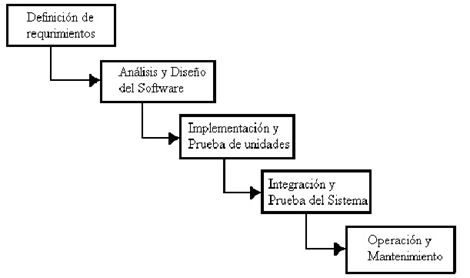 Definición de
requrimientos
Análisis y Diseño
del Software
Implementación y
Prueba de unidades
Integración y
Prueba del Sistema
Operación y
Mantenimiento